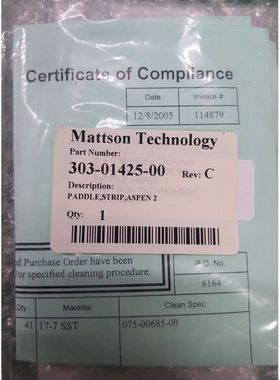 Certificate of Compliance
Date Invoice #
12/8/2005 114879
Mattson Technology
Part Number:
303-01425-00 Rev: C
Description:
PADDLE,STRIP,ASPEN 2
Qty: 1
d Purchase Order have been
/or specified cleaning procedure.
P.O. No.
6164
Qty Material Clean Spec
41 17-7 SST 075-00685-00